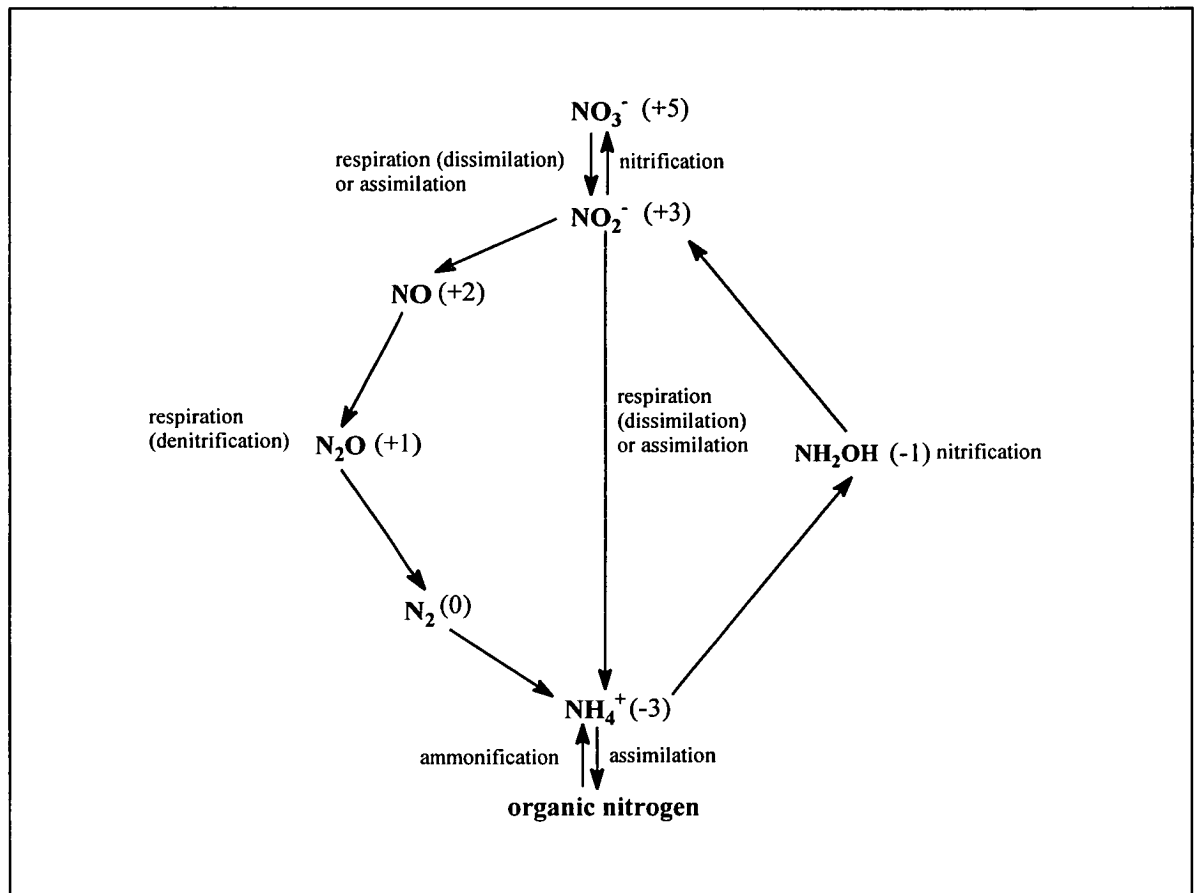 NO₃⁻ (+5)
respiration (dissimilation)
or assimilation
nitrification
NO₂⁻ (+3)
NO (+2)
respiration
(denitrification)
N₂O (+1)
respiration
(dissimilation)
or assimilation
NH₂OH (-1) nitrification
N₂ (0)
NH₄⁺ (-3)
ammonification
assimilation
organic nitrogen